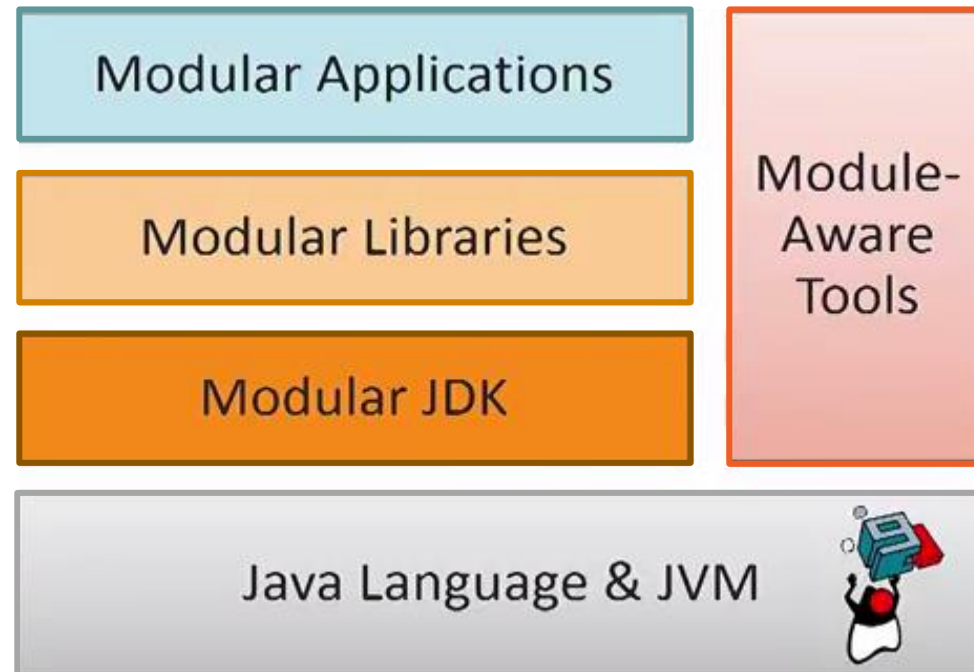 Modular Applications
Modular Libraries
Modular JDK
Module-
Aware
Tools
Java Language & JVM